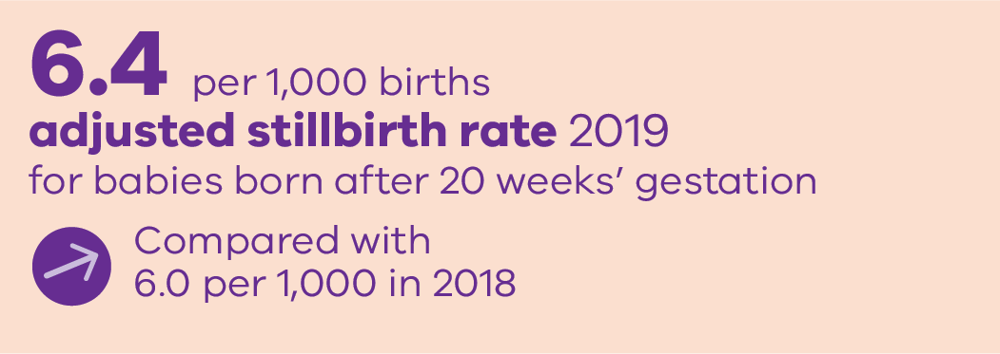 6.4 per 1,000 births
adjusted stillbirth rate 2019
for babies born after 20 weeks’ gestation
Compared with
6.0 per 1,000 in 2018